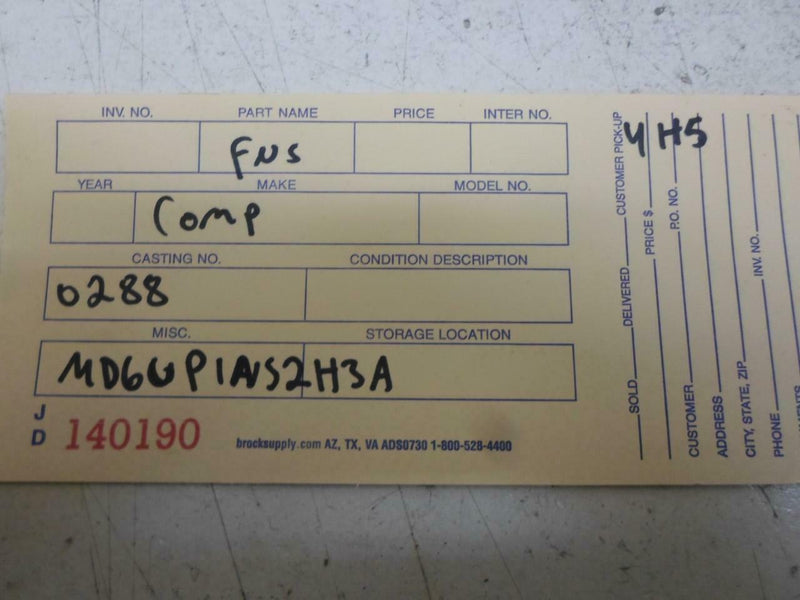 INV. NO. PART NAME PRICE INTER NO.
FNS
YEAR MAKE MODEL NO.
Comp
CASTING NO. CONDITION DESCRIPTION
0288
MISC. STORAGE LOCATION
MD6UP1NS2H3A
J
D
140190
brocksupply.com AZ, TX, VA ADS0730 1-800-528-4400
4H5
SOLD DELIVERED CUSTOMER PICK-UP
PRICE $
P.O. NO.
CUSTOMER
ADDRESS
CITY, STATE, ZIP
PHONE INV. NO.